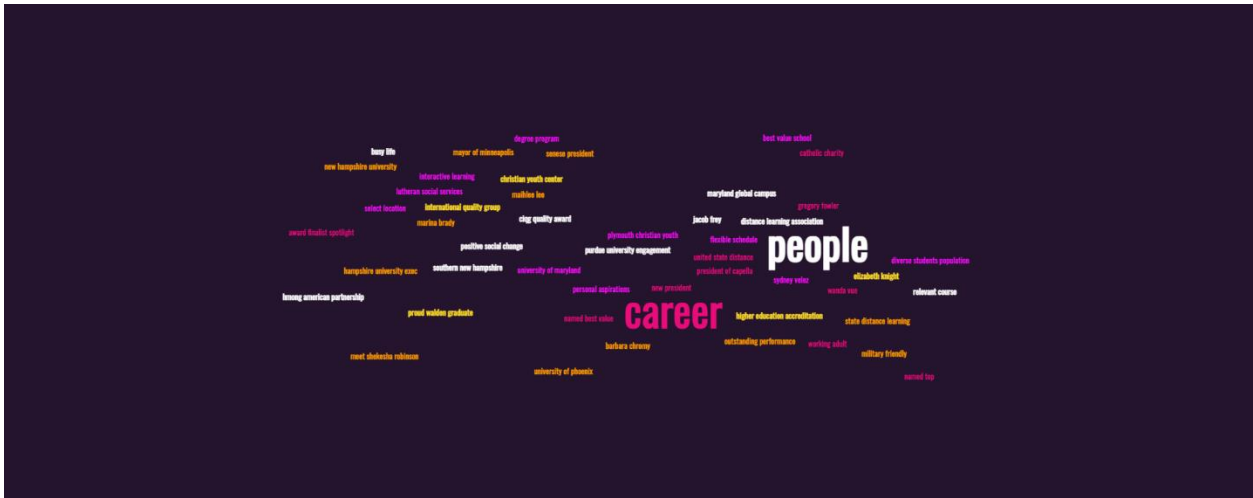 degree program
best value school
busy life
mayor of minneapolis
senese president
catholic charity
new hampshire university
interactive learning
christian youth center
lutheran social services
maihlee lee
maryland global campus
select location
international quality group
gregory fowler
marina brady
ciqg quality award
jacob frey
distance learning association
award finalist spotlight
plymouth christian youth
flexible schedule
people
positive social change
purdue university engagement
united state distance
diverse students population
hampshire university exec
southern new hampshire
university of maryland
president of capella
sydney velez
elizabeth knight
hmong american partnership
personal aspirations
new president
wenda van
relevant course
proud walden graduate
named best value
career
higher education accreditation
state distance learning
barbara chromy
outstanding performance
working adult
meet shekesha robinson
military friendly
university of phoenix
named top